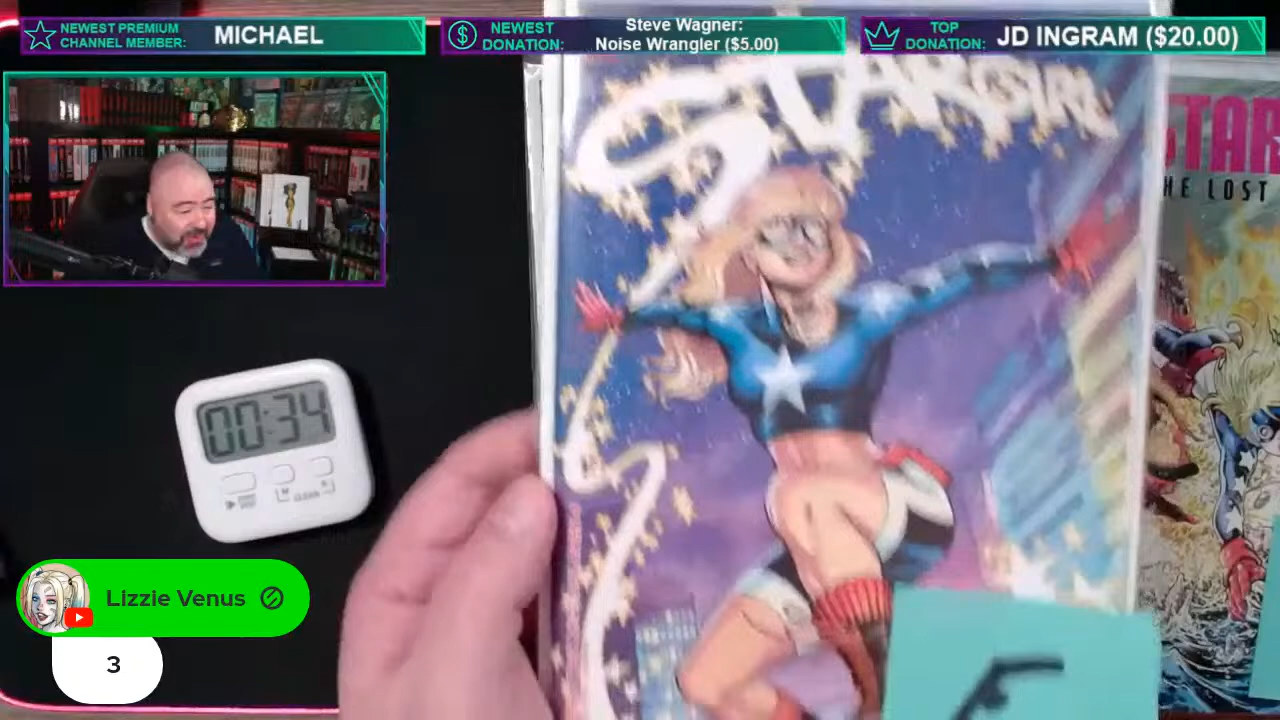 NEWEST PREMIUM
CHANNEL MEMBER:
MICHAEL
NEWEST
DONATION:
Steve Wagner:
Noise Wrangler ($5.00)
TOP
DONATION:
JD INGRAM ($20.00)
STARGIRL
STAR
HE LOST
00:34
Lizzie Venus
3